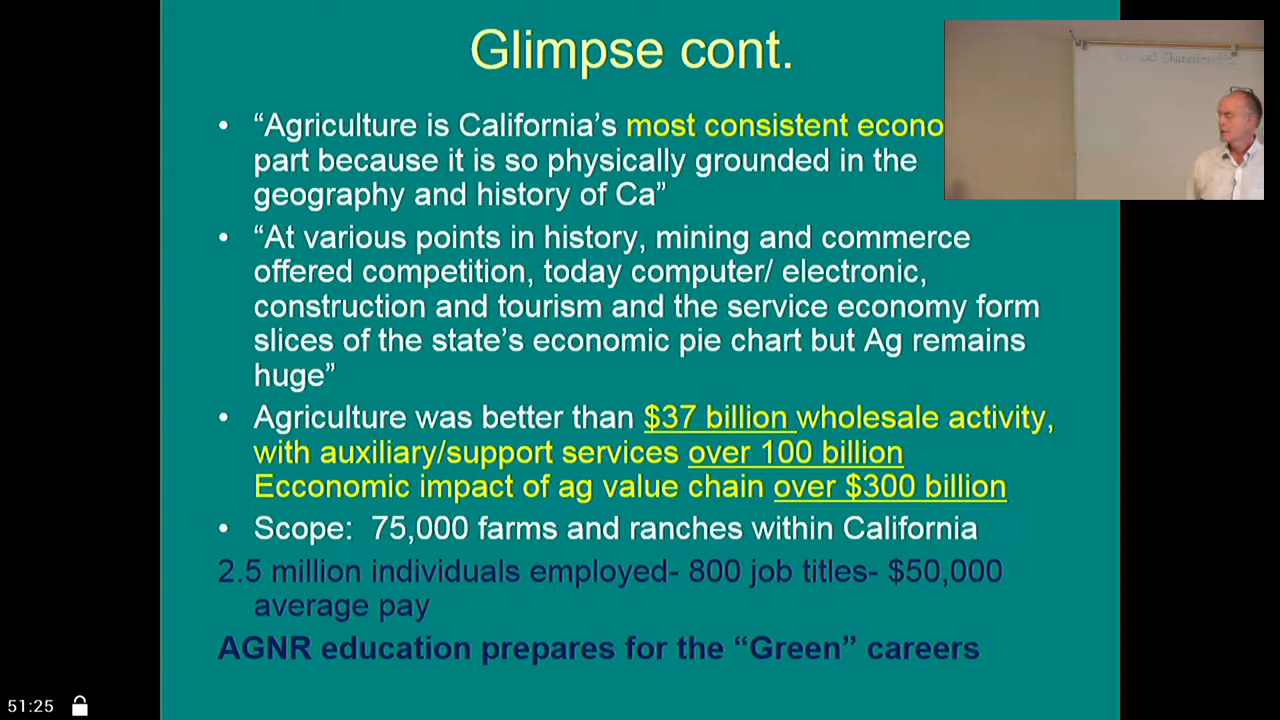 Glimpse cont.
• “Agriculture is California’s most consistent econo
part because it is so physically grounded in the
geography and history of Ca”
• “At various points in history, mining and commerce
offered competition, today computer/ electronic,
construction and tourism and the service economy form
slices of the state’s economic pie chart but Ag remains
huge”
• Agriculture was better than $37 billion wholesale activity,
with auxiliary/support services over 100 billion
Ecconomic impact of ag value chain over $300 billion
• Scope: 75,000 farms and ranches within California
2.5 million individuals employed- 800 job titles- $50,000
average pay
AGNR education prepares for the “Green” careers
51:25